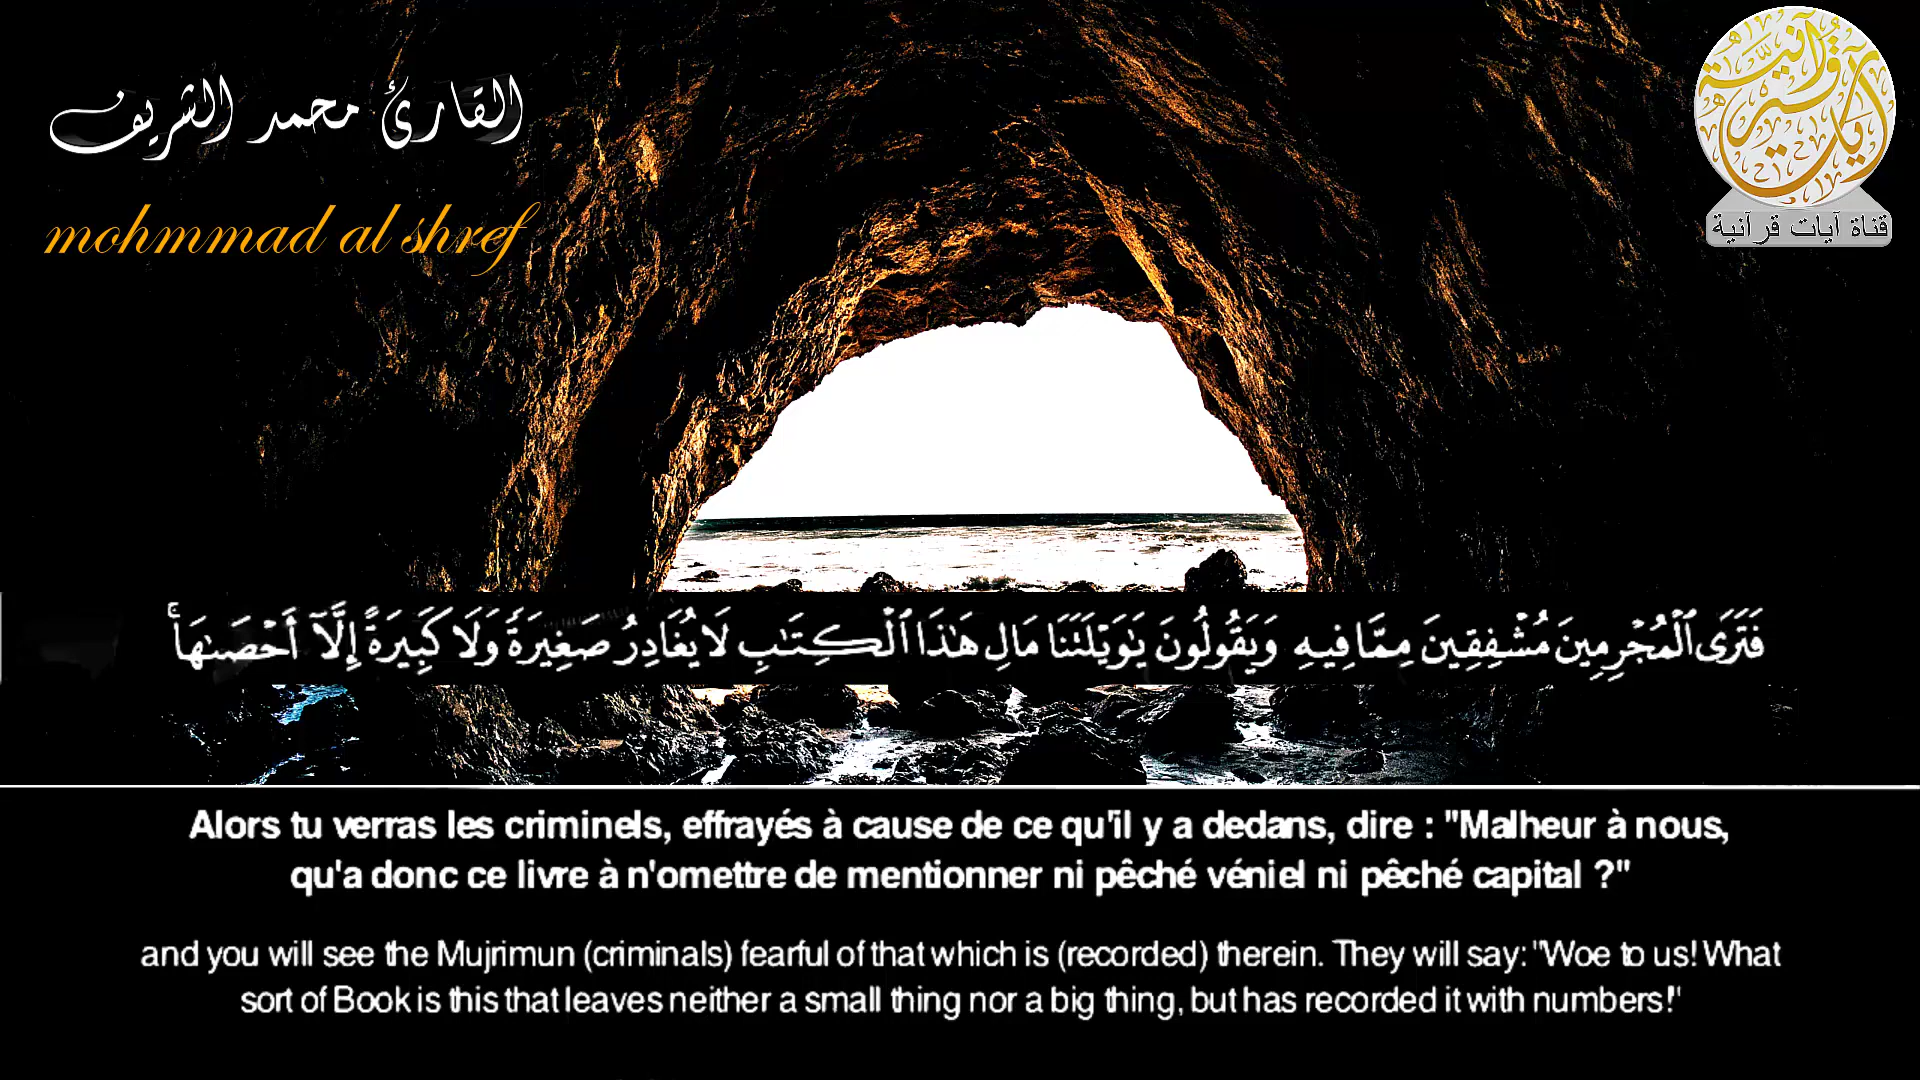 القارئ محمد الشريف
mohmmad al shref
آيات قرآنية
قناة آيات قرآنية
فَتَرَى ٱلْمُجْرِمِينَ مُشْفِقِينَ مِمَّا فِيهِ وَيَقُولُونَ يَٰوَيْلَتَنَا مَالِ هَٰذَا ٱلْكِتَٰبِ لَا يُغَادِرُ صَغِيرَةً وَلَا كَبِيرَةً إِلَّآ أَحْصَىٰهَا ۚ
Alors tu verras les criminels, effrayés à cause de ce qu'il y a dedans, dire : "Malheur à nous,
qu'a donc ce livre à n'omettre de mentionner ni pêché véniel ni pêché capital ?"
and you will see the Mujrimun (criminals) fearful of that which is (recorded) therein. They will say: "Woe to us! What
sort of Book is this that leaves neither a small thing nor a big thing, but has recorded it with numbers!'